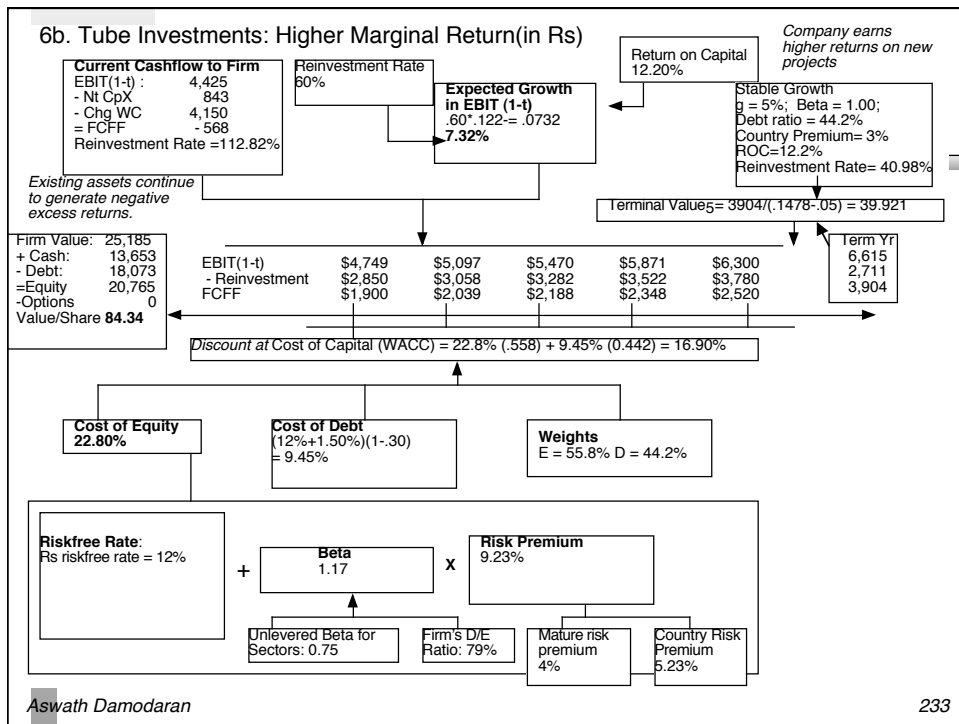 6b. Tube Investments: Higher Marginal Return(in Rs)
Company earns
higher returns on new
projects
Current Cashflow to Firm
EBIT(1-t) : 4,425
- Nt CpX 843
- Chg WC 4,150
= FCFF - 568
Reinvestment Rate =112.82%
Reinvestment Rate
60%
Return on Capital
12.20%
Expected Growth
in EBIT (1-t)
.60*.122-= .0732
7.32%
Stable Growth
g = 5%; Beta = 1.00;
Debt ratio = 44.2%
Country Premium= 3%
ROC=12.2%
Reinvestment Rate= 40.98%
Existing assets continue
to generate negative
excess returns.
Terminal Value5= 3904/(.1478-.05) = 39.921
Firm Value: 25,185
+ Cash: 13,653
- Debt: 18,073
=Equity 20,765
-Options 0
Value/Share 84.34
EBIT(1-t) $4,749 $5,097 $5,470 $5,871 $6,300
- Reinvestment $2,850 $3,058 $3,282 $3,522 $3,780
FCFF $1,900 $2,039 $2,188 $2,348 $2,520
Term Yr
6,615
2,711
3,904
Discount at Cost of Capital (WACC) = 22.8% (.558) + 9.45% (0.442) = 16.90%
Cost of Equity
22.80%
Cost of Debt
(12%+1.50%)(1-.30)
= 9.45%
Weights
E = 55.8% D = 44.2%
Riskfree Rate:
Rs riskfree rate = 12%
+
Beta
1.17
X
Risk Premium
9.23%
Unlevered Beta for
Sectors: 0.75
Firm's D/E
Ratio: 79%
Mature risk
premium
4%
Country Risk
Premium
5.23%
Aswath Damodaran
233